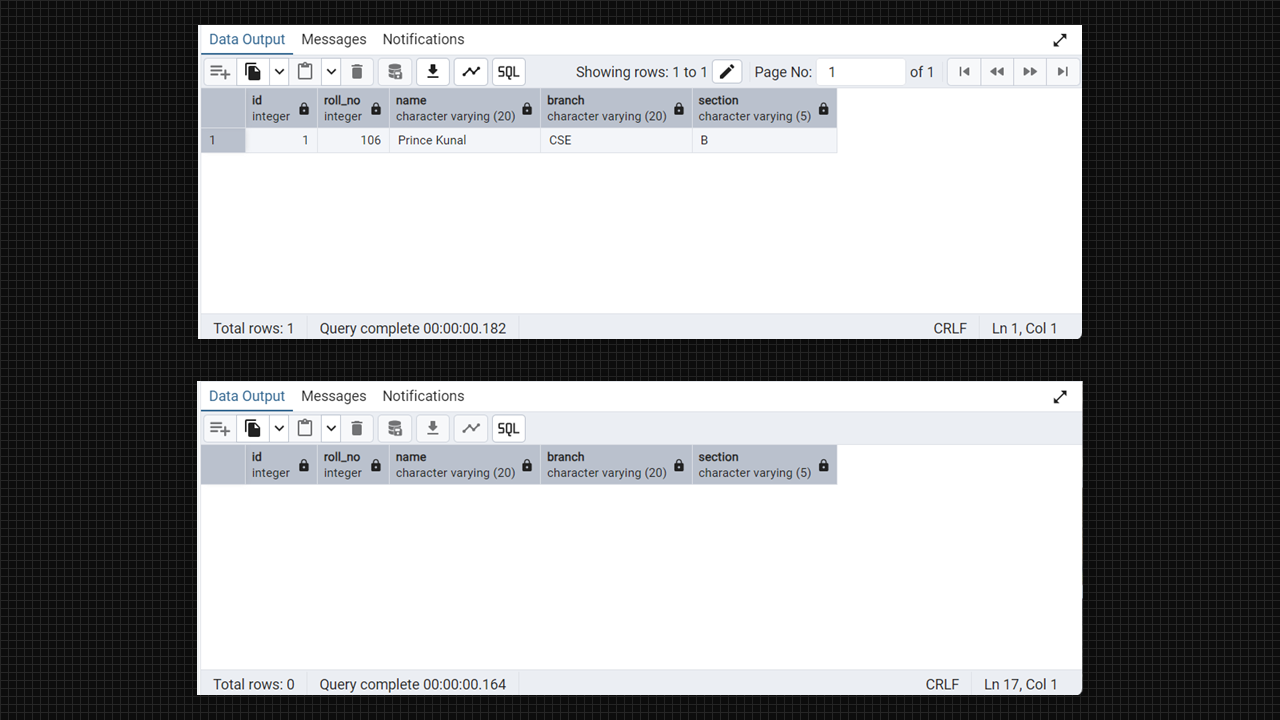 Data Output Messages Notifications
SQL Showing rows: 1 to 1 Page No: 1 of 1
id roll_no name branch section
integer integer character varying (20) character varying (20) character varying (5)
1 1 106 Prince Kunal CSE B
Total rows: 1 Query complete 00:00:00.182 CRLF Ln 1, Col 1
Data Output Messages Notifications
SQL
id roll_no name branch section
integer integer character varying (20) character varying (20) character varying (5)
Total rows: 0 Query complete 00:00:00.164 CRLF Ln 17, Col 1